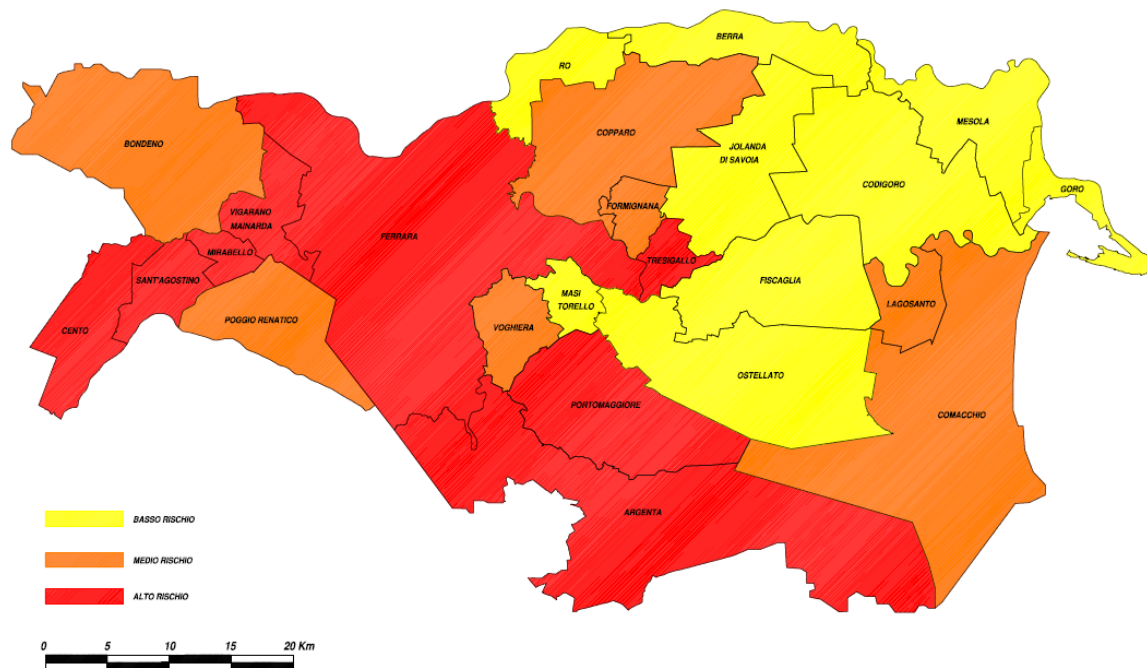 BERRA
RO
MESOLA
COPPARO
BONDENO
JOLANDA
DI SAVOIA
CODIGORO
GORO
FORMIGNANA
VIGARANO
MAINARDA
FERRARA
MIRABELLO
TRESIGALLO
SANT'AGOSTINO
FISCAGLIA
MASI
TORELLO
LAGOSANTO
POGGIO RENATICO
VOGHIERA
CENTO
OSTELLATO
PORTOMAGGIORE
COMACCHIO
ARGENTA
BASSO RISCHIO
MEDIO RISCHIO
ALTO RISCHIO
0 5 10 15 20 Km